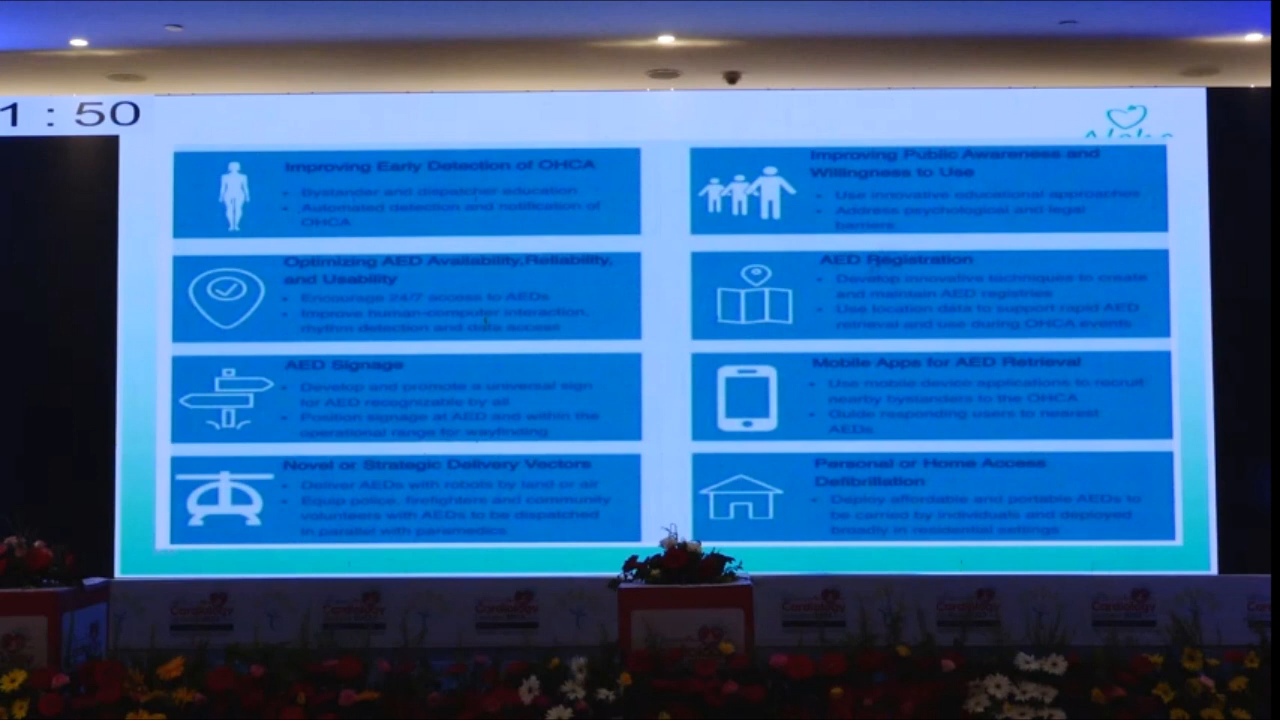 1 : 50
Improving Early Detection of OHCA
• Bystander and dispatcher education
• Automated detection and notification of
OHCA
Optimizing AED Availability, Reliability,
and Usability
• Encourage 24/7 access to AEDs
• Improve human-computer interaction,
rhythm detection and data access
AED Signage
• Develop and promote a universal sign
for AED recognizable by all
• Position signage at AED and within the
operational range for wayfinding
Novel or Strategic Delivery Vectors
• Deliver AEDs with robots by land or air
• Equip police, firefighters and community
volunteers with AEDs to be dispatched
in parallel with paramedics
Improving Public Awareness and
Willingness to Use
• Use innovative educational approaches
• Address psychological and legal
barriers
AED Registration
• Develop innovative techniques to create
and maintain AED registries
• Use location data to support rapid AED
retrieval and use during OHCA events
Mobile Apps for AED Retrieval
• Use mobile device applications to recruit
nearby bystanders to the OHCA
• Guide responding users to nearest
AEDs
Personal or Home Access
Defibrillation
• Deploy affordable and portable AEDs to
be carried by individuals and deployed
broadly in residential settings
Cardiology
Cardiology
Cardiology
Cardiology
Cardiology
Cardiology